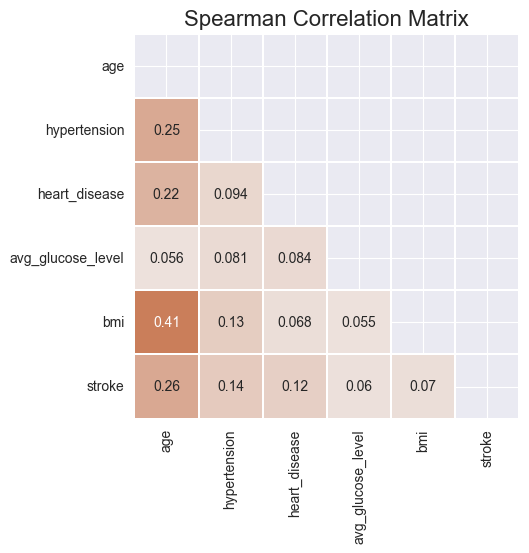 Spearman Correlation Matrix
age
hypertension 0.25
heart_disease 0.22 0.094
avg_glucose_level 0.056 0.081 0.084
bmi 0.41 0.13 0.068 0.055
stroke 0.26 0.14 0.12 0.06 0.07
age hypertension heart_disease avg_glucose_level bmi stroke